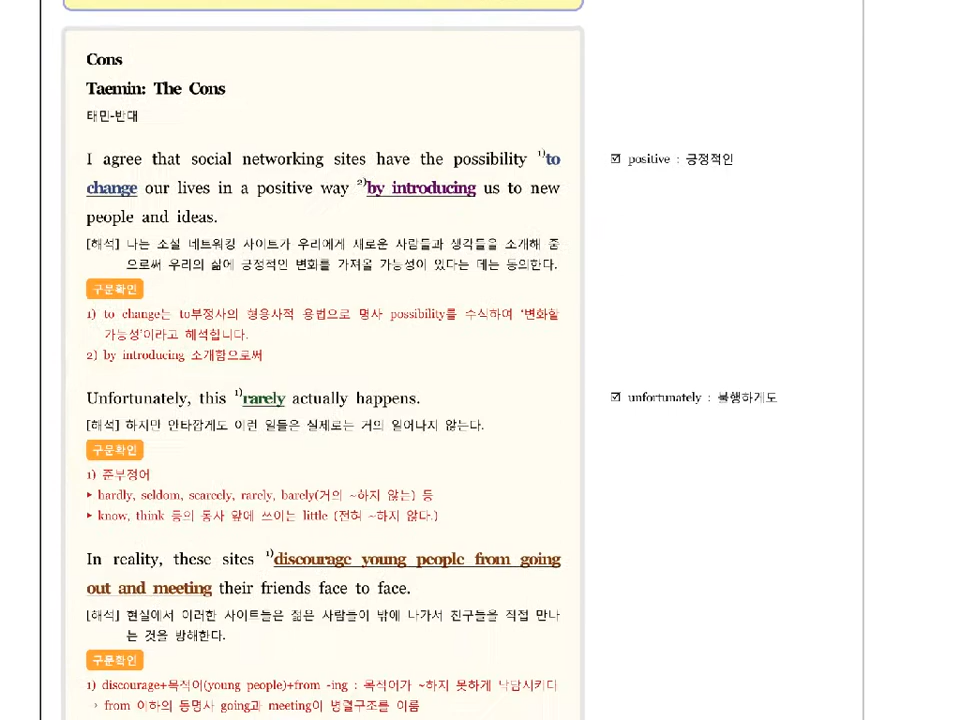 Cons
Taemin: The Cons
태민-반대
I agree that social networking sites have the possibility 1)to
change our lives in a positive way 2)by introducing us to new
people and ideas.
[해석] 나는 소셜 네트워킹 사이트가 우리에게 새로운 사람들과 생각들을 소개해 줌
으로써 우리의 삶에 긍정적인 변화를 가져올 가능성이 있다는 데는 동의한다.
구문확인
1) to change는 to부정사의 형용사적 용법으로 명사 possibility를 수식하여 '변화할
가능성'이라고 해석합니다.
2) by introducing 소개함으로써
☑ positive : 긍정적인
Unfortunately, this 1)rarely actually happens.
[해석] 하지만 안타깝게도 이런 일들은 실제로는 거의 일어나지 않는다.
구문확인
1) 준부정어
▸ hardly, seldom, scarcely, rarely, barely(거의 ~하지 않는) 등
▸ know, think 등의 동사 앞에 쓰이는 little (전혀 ~하지 않다.)
☑ unfortunately : 불행하게도
In reality, these sites 1)discourage young people from going
out and meeting their friends face to face.
[해석] 현실에서 이러한 사이트들은 젊은 사람들이 밖에 나가서 친구들을 직접 만나
는 것을 방해한다.
구문확인
1) discourage+목적어(young people)+from -ing : 목적어가 ~하지 못하게 낙담시키다
→ from 이하의 동명사 going과 meeting이 병렬구조를 이룸